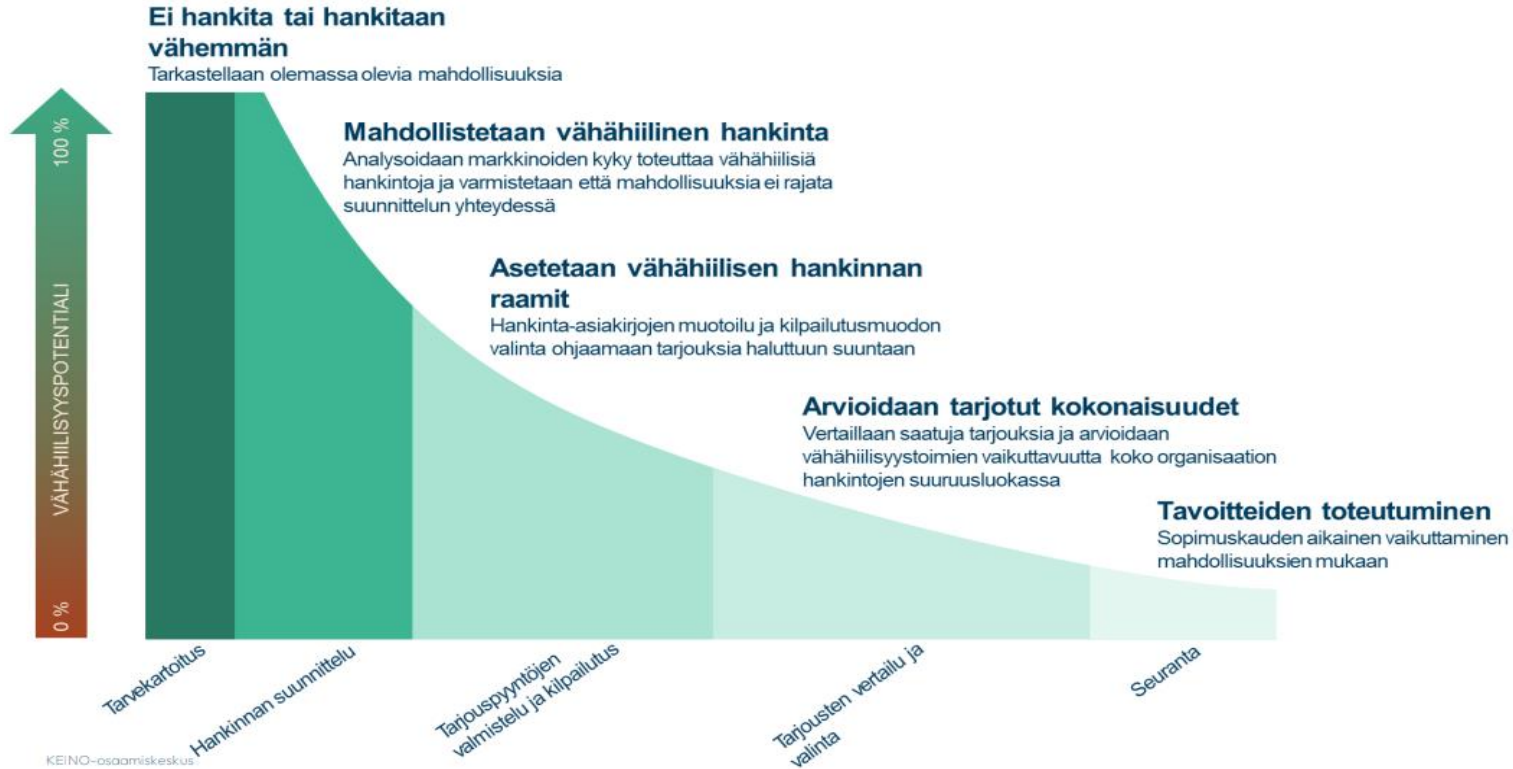 Ei hankita tai hankitaan
vähemmän
Tarkastellaan olemassa olevia mahdollisuuksia
100 %
VÄHÄHIILISYYSPOTENTIALI
0 %
Mahdollistetaan vähähiilinen hankinta
Analysoidaan markkinoiden kyky toteuttaa vähähiilisiä
hankintoja ja varmistetaan että mahdollisuuksia ei rajata
suunnittelun yhteydessä
Asetetaan vähähiilisen hankinnan
raamit
Hankinta-asiakirjojen muotoilu ja kilpailutusmuodon
valinta ohjaamaan tarjouksia haluttuun suuntaan
Arvioidaan tarjotut kokonaisuudet
Vertaillaan saatuja tarjouksia ja arvioidaan
vähähiilisyystoimien vaikuttavuutta koko organisaation
hankintojen suuruusluokassa
Tavoitteiden toteutuminen
Sopimuskauden aikainen vaikuttaminen
mahdollisuuksien mukaan
Tarvekartoitus
Hankinnan suunnittelu
Tarjouspyyntöjen
valmistelu ja kilpailutus
Tarjousten vertailu ja
valinta
Seuranta
KEINO-osaamiskeskus